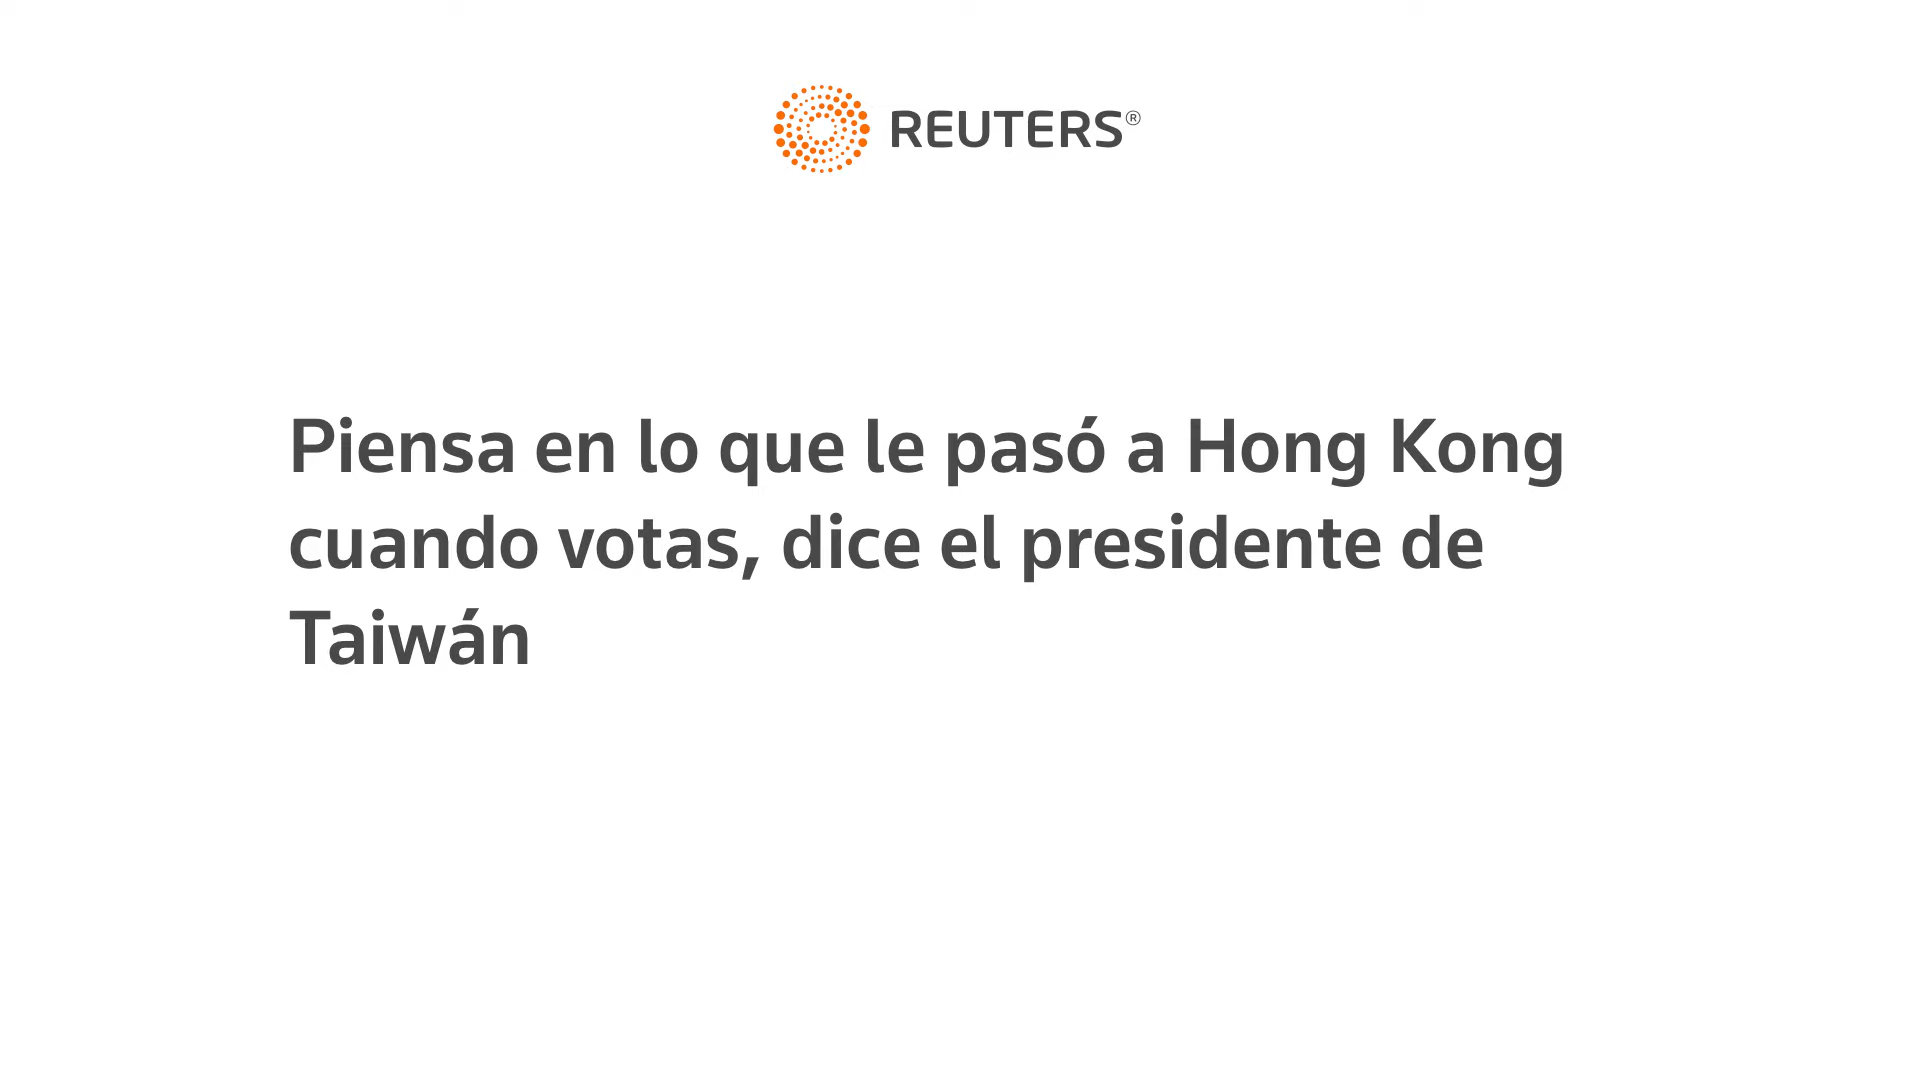 REUTERS®
Piensa en lo que le pasó a Hong Kong
cuando votas, dice el presidente de
Taiwán